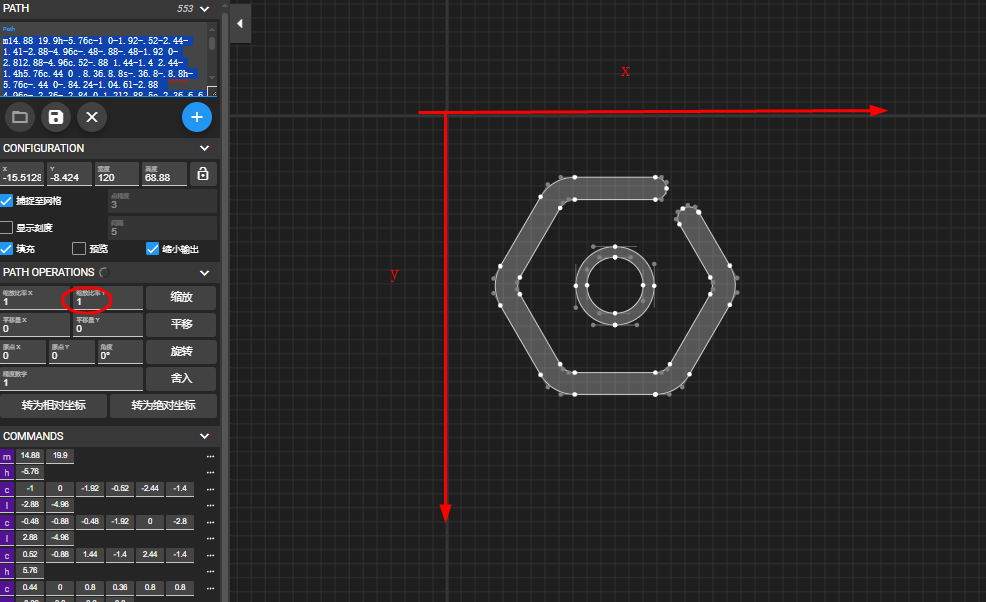 PATH 553
Path
m14.88 19.9h-5.76c-1 0-1.92-.52-2.44-
1.41-2.88-4.96c-.48-.88-.48-1.92 0-
2.812.88-4.96c.52-.88 1.44-1.4 2.44-
1.4h5.76c.44 0 .8.36.8.8s-.36.8-.8.8h-
5.76c-.44 0-.84.24-1.04.61-2.88
CONFIGURATION
X Y 宽度 高度
-15.5128 -8.424 120 68.88
捕捉至网格 点精度 3
显示刻度 间隔 5
填充 预览 缩小输出
PATH OPERATIONS
缩放比率 X 缩放比率 Y
1 1 缩放
平移量 X 平移量 Y
0 0 平移
原点 X 原点 Y 角度
0 0 0° 旋转
精度数字
1 舍入
转为相对坐标 转为绝对坐标
COMMANDS
m 14.88 19.9 ...
h -5.76 ...
c -1 0 -1.92 -0.52 -2.44 -1.4 ...
l -2.88 -4.96 ...
c -0.48 -0.88 -0.48 -1.92 0 -2.8 ...
l 2.88 -4.96 ...
c 0.52 -0.88 1.44 -1.4 2.44 -1.4 ...
h 5.76 ...
c 0.44 0 0.8 0.36 0.8 0.8 ...
x
y